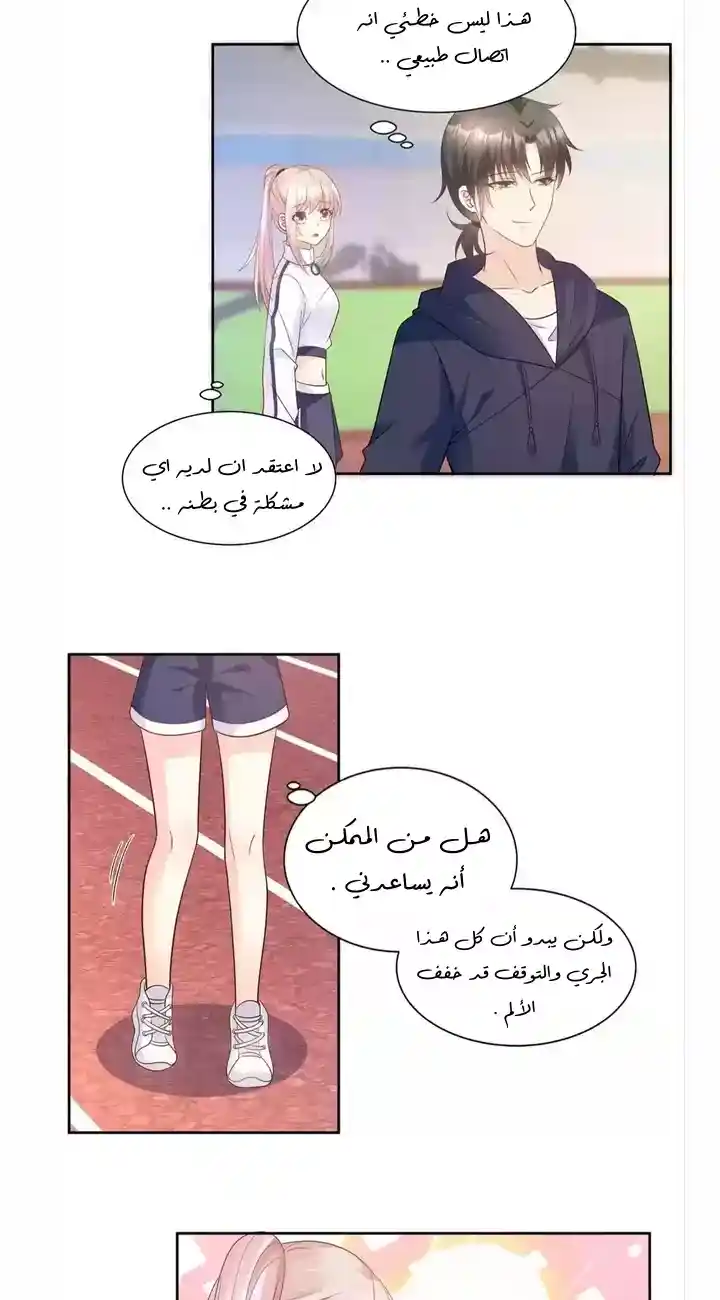 هذا ليس خطئي انه
اتصال طبيعي ..
لا اعتقد ان لديه اي
مشكلة في بطنه ..
هل من الممكن
أنه يساعدني .
ولكن يبدو أن كل هذا
الجري والتوقف قد خفف
الألم .